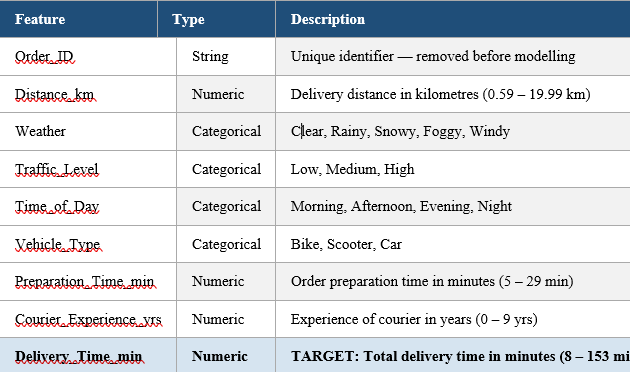 Feature Type Description
Order_ID String Unique identifier — removed before modelling
Distance_km Numeric Delivery distance in kilometres (0.59 – 19.99 km)
Weather Categorical Clear, Rainy, Snowy, Foggy, Windy
Traffic_Level Categorical Low, Medium, High
Time_of_Day Categorical Morning, Afternoon, Evening, Night
Vehicle_Type Categorical Bike, Scooter, Car
Preparation_Time_min Numeric Order preparation time in minutes (5 – 29 min)
Courier_Experience_yrs Numeric Experience of courier in years (0 – 9 yrs)
Delivery_Time_min Numeric TARGET: Total delivery time in minutes (8 – 153 mi